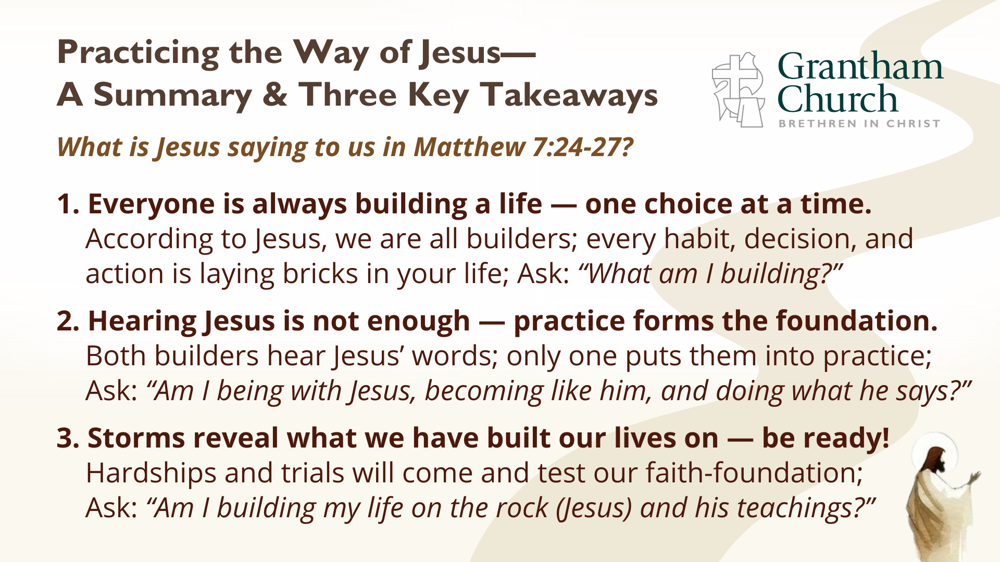 Practicing the Way of Jesus—
A Summary & Three Key Takeaways
Grantham
Church
BRETHREN IN CHRIST
What is Jesus saying to us in Matthew 7:24-27?
1. Everyone is always building a life — one choice at a time.
According to Jesus, we are all builders; every habit, decision, and
action is laying bricks in your life; Ask: “What am I building?”
2. Hearing Jesus is not enough — practice forms the foundation.
Both builders hear Jesus’ words; only one puts them into practice;
Ask: “Am I being with Jesus, becoming like him, and doing what he says?”
3. Storms reveal what we have built our lives on — be ready!
Hardships and trials will come and test our faith-foundation;
Ask: “Am I building my life on the rock (Jesus) and his teachings?”